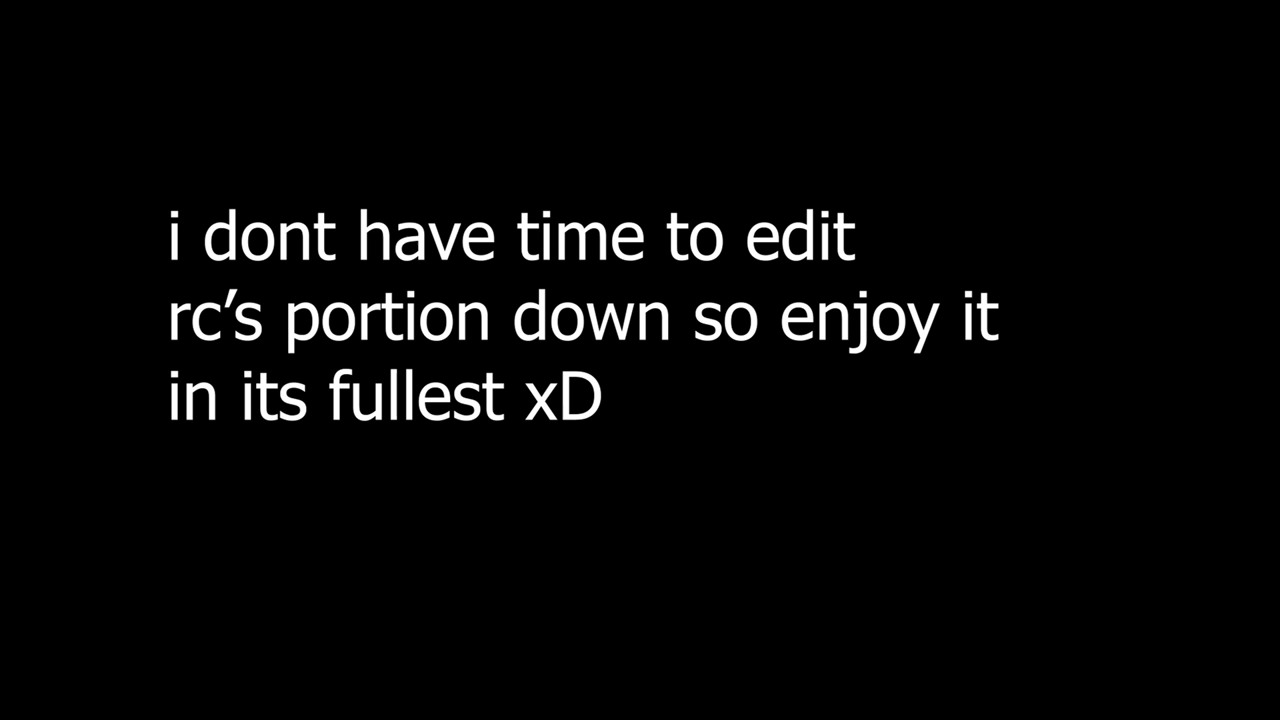 i dont have time to edit
rc’s portion down so enjoy it
in its fullest xD